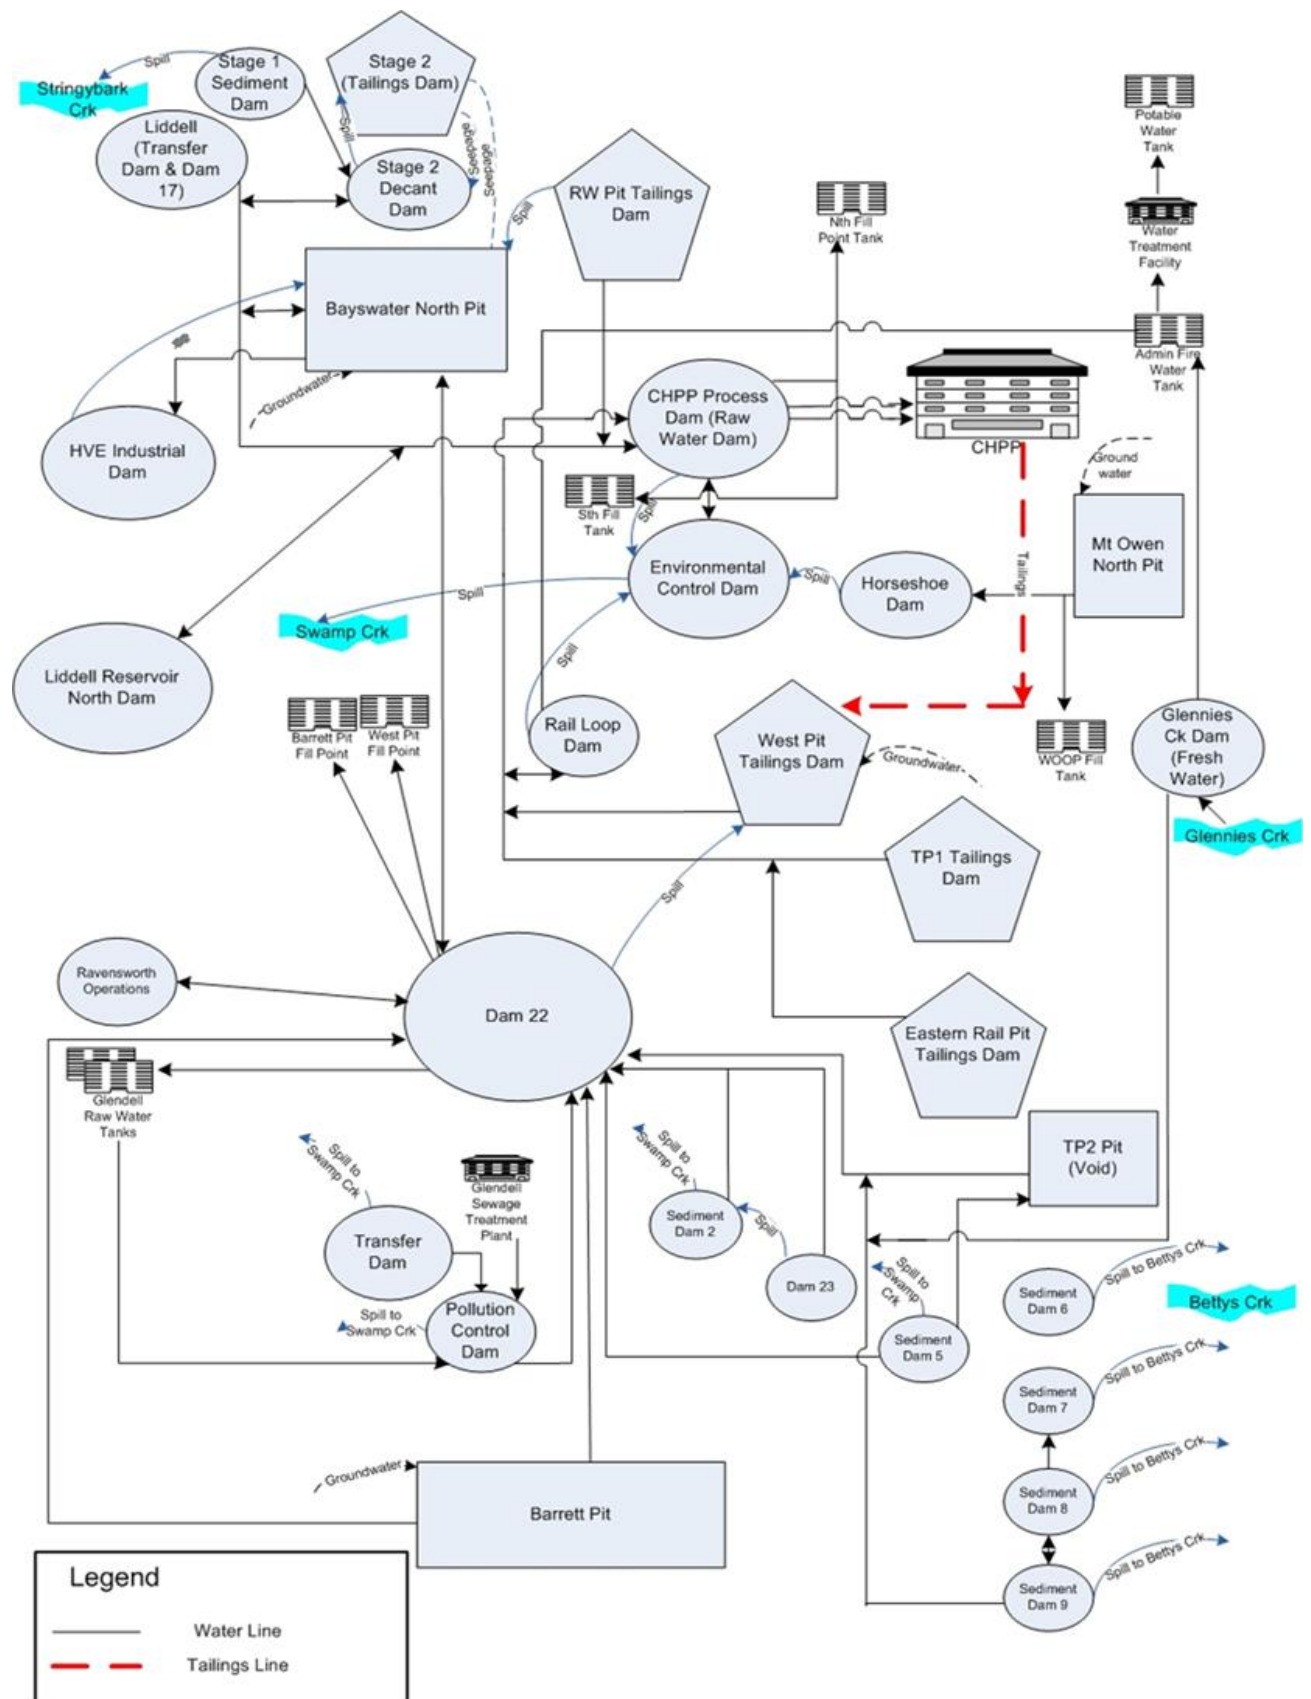 Spill
Stringybark
Crk
Stage 1
Sediment
Dam
Stage 2
(Tailings Dam)
Spill
Seepage
Seepage
Liddell
(Transfer
Dam & Dam
17)
Stage 2
Decant
Dam
RW Pit Tailings
Dam
Spill
Nth Fill
Point Tank
Potable
Water
Tank
Water
Treatment
Facility
Admin Fire
Water
Tank
Bayswater North Pit
Groundwater
HVE Industrial
Dam
CHPP Process
Dam (Raw
Water Dam)
CHPP
Ground
water
Sth Fill
Tank
Spill
Tailings
Mt Owen
North Pit
Environmental
Control Dam
Spill
Horseshoe
Dam
Spill
Swamp Crk
Spill
Liddell Reservoir
North Dam
Barrett Pit
Fill Point
West Pit
Fill Point
Rail Loop
Dam
West Pit
Tailings Dam
Groundwater
WOOP Fill
Tank
Glennies
Ck Dam
(Fresh
Water)
Glennies Crk
TP1 Tailings
Dam
Spill
Ravensworth
Operations
Dam 22
Eastern Rail Pit
Tailings Dam
Glendell
Raw Water
Tanks
TP2 Pit
(Void)
Spill to
Swamp Crk
Glendell
Sewage
Treatment
Plant
Spill to
Swamp Crk
Sediment
Dam 2
Spill
Transfer
Dam
Dam 23
Spill to
Swamp
Crk
Sediment
Dam 5
Sediment
Dam 6
Spill to Bettys Crk
Bettys Crk
Pollution
Control
Dam
Spill to
Swamp Crk
Sediment
Dam 7
Spill to Bettys Crk
Sediment
Dam 8
Spill to Bettys Crk
Groundwater
Barrett Pit
Sediment
Dam 9
Spill to Bettys Crk
Legend
Water Line
Tailings Line